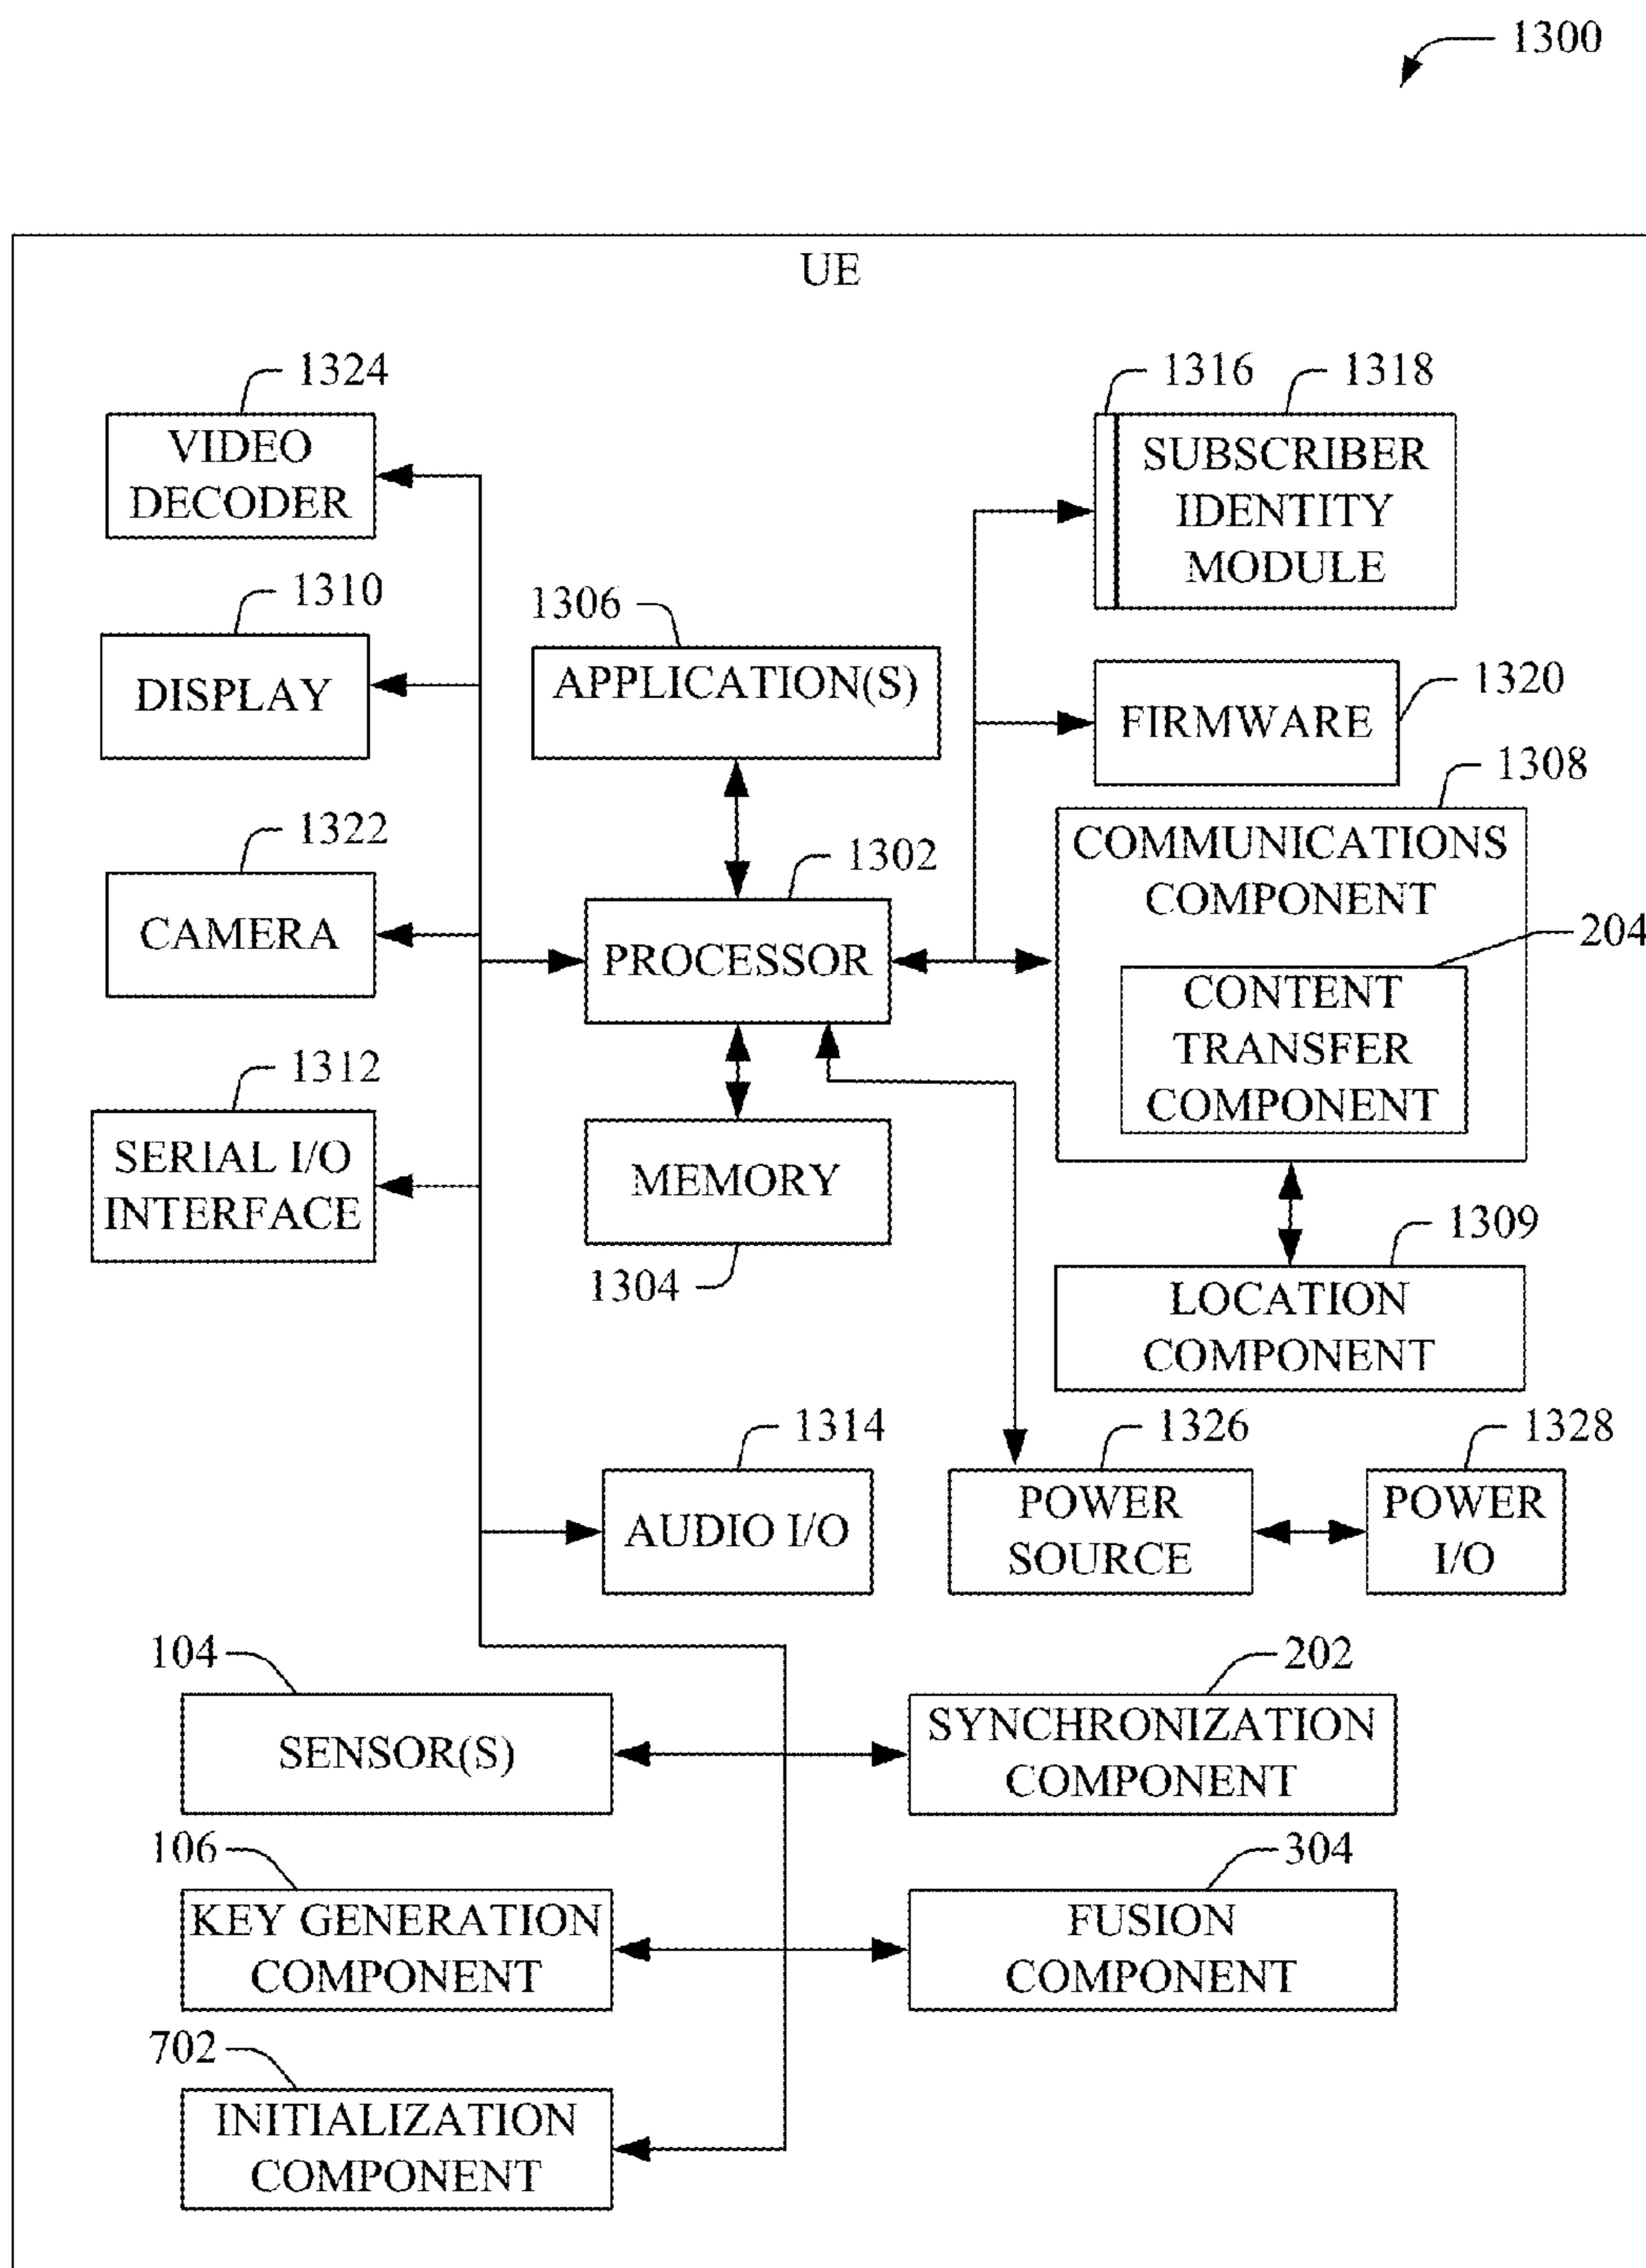 1300
UE
1324
VIDEO
DECODER
1316
1318
SUBSCRIBER
IDENTITY
MODULE
1310
DISPLAY
1306
APPLICATION(S)
1320
FIRMWARE
1308
COMMUNICATIONS
COMPONENT
1322
CAMERA
1302
PROCESSOR
204
CONTENT
TRANSFER
COMPONENT
1312
SERIAL I/O
INTERFACE
MEMORY
1304
1309
LOCATION
COMPONENT
1314
AUDIO I/O
1326
POWER
SOURCE
1328
POWER
I/O
104
SENSOR(S)
202
SYNCHRONIZATION
COMPONENT
106
KEY GENERATION
COMPONENT
304
FUSION
COMPONENT
702
INITIALIZATION
COMPONENT